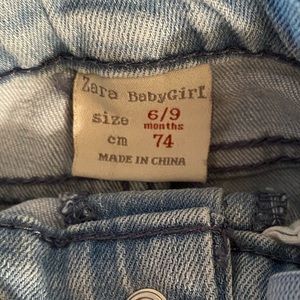 Zara BabyGirl
size 6/9
months
cm 74
MADE IN CHINA